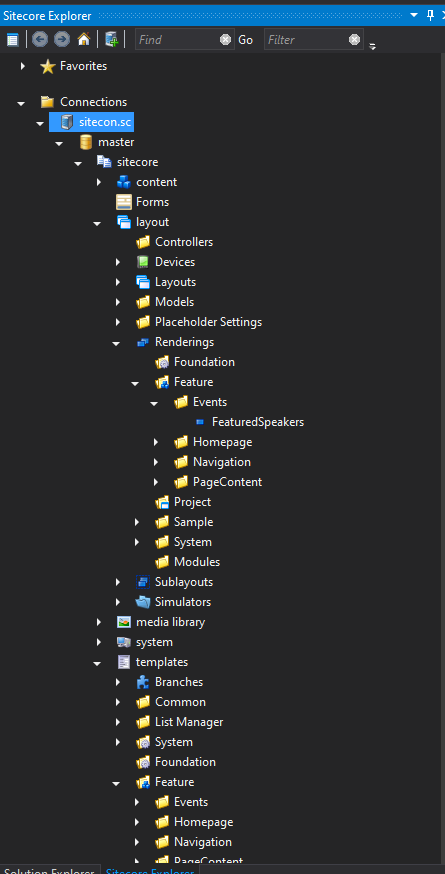 Sitecore Explorer
Find Go Filter
Favorites
Connections
sitecon.sc
master
sitecore
content
Forms
layout
Controllers
Devices
Layouts
Models
Placeholder Settings
Renderings
Foundation
Feature
Events
FeaturedSpeakers
Homepage
Navigation
PageContent
Project
Sample
System
Modules
Sublayouts
Simulators
media library
system
templates
Branches
Common
List Manager
System
Foundation
Feature
Events
Homepage
Navigation
PageContent
Solution Explorer Sitecore Explorer